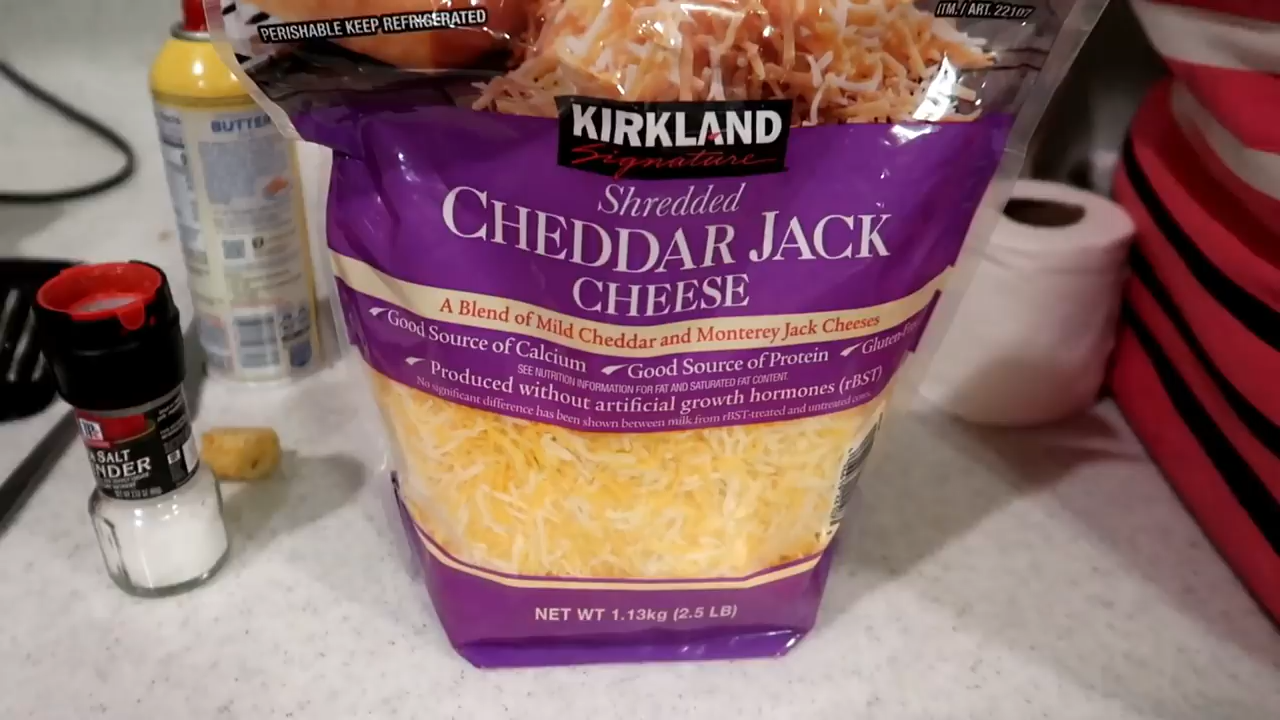 PERISHABLE KEEP REFRIGERATED
ITM. / ART. 22107
BUTTER
KIRKLAND
Signature
Shredded
CHEDDAR JACK
CHEESE
A Blend of Mild Cheddar and Monterey Jack Cheeses
Good Source of Calcium
Good Source of Protein
SEE NUTRITION INFORMATION FOR FAT AND SATURATED FAT CONTENT.
Produced without artificial growth hormones (rBST)
No significant difference has been shown between milk from rBST-treated and untreated cows.
SALT
NET WT 1.13kg (2.5 LB)